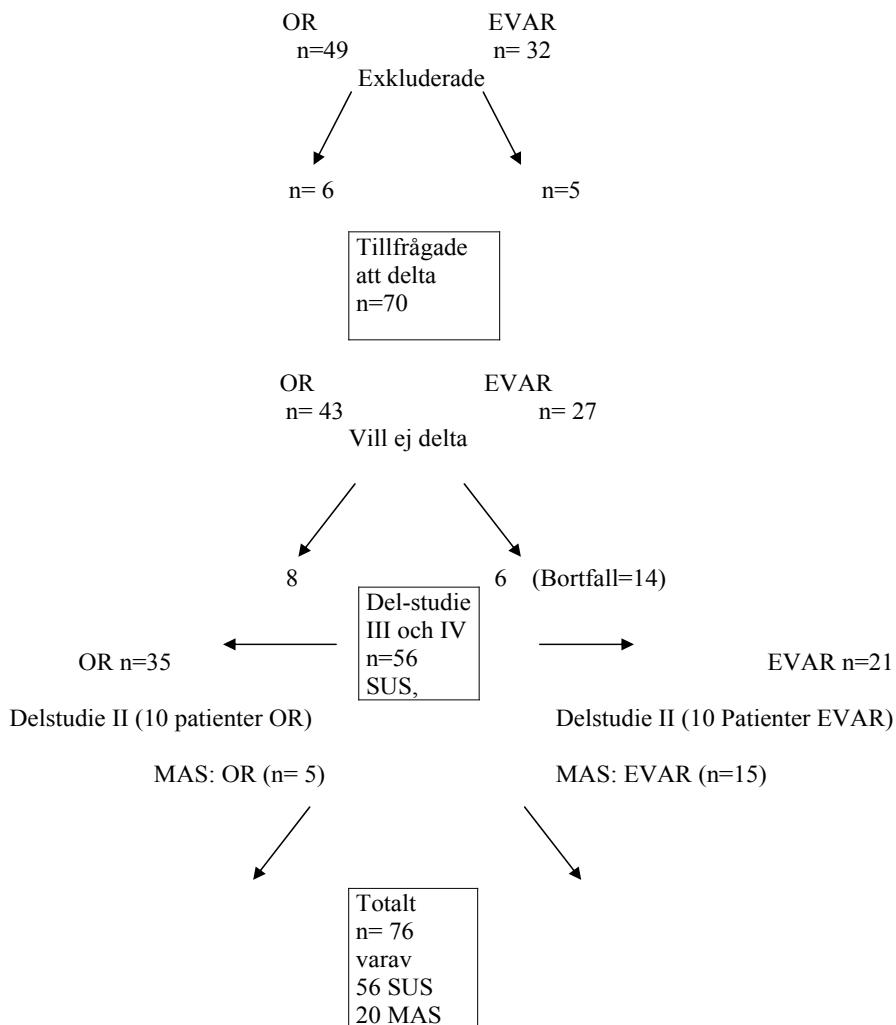 OR EVAR
n=49 n= 32
Exkluderade
n= 6 n=5
Tillfrågade
att delta
n=70
OR EVAR
n= 43 n= 27
Vill ej delta
8 6 (Bortfall=14)
Del-studie
III och IV
n=56
SUS,
OR n=35 EVAR n=21
Delstudie II (10 patienter OR) Delstudie II (10 Patienter EVAR)
MAS: OR (n= 5) MAS: EVAR (n=15)
Totalt
n= 76
varav
56 SUS
20 MAS